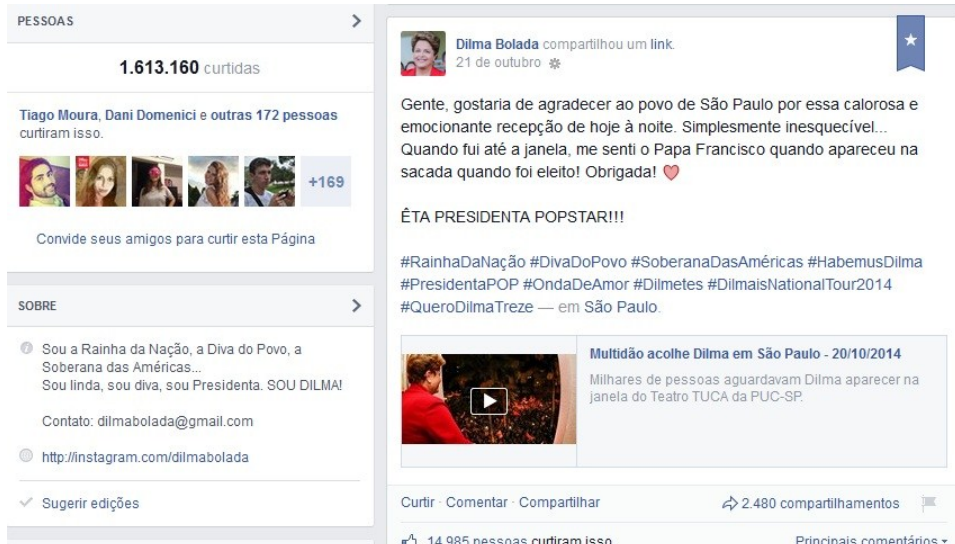 PESSOAS
1.613.160 curtidas
Tiago Moura, Dani Domenici e outras 172 pessoas
curtiram isso.
+169
Convide seus amigos para curtir esta Página
SOBRE
Sou a Rainha da Nação, a Diva do Povo, a
Soberana das Américas...
Sou linda, sou diva, sou Presidenta. SOU DILMA!
Contato: dilmabolada@gmail.com
http://instagram.com/dilmabolada
Sugerir edições
Dilma Bolada compartilhou um link.
21 de outubro
Gente, gostaria de agradecer ao povo de São Paulo por essa calorosa e
emocionante recepção de hoje à noite. Simplesmente inesquecível...
Quando fui até a janela, me senti o Papa Francisco quando apareceu na
sacada quando foi eleito! Obrigada!
ÊTA PRESIDENTA POPSTAR!!!
#RainhaDaNação #DivaDoPovo #SoberanaDasAméricas #HabemusDilma
#PresidentaPOP #OndaDeAmor #Dilmetes #DilmaisNationalTour2014
#QueroDilmaTreze — em São Paulo.
Multidão acolhe Dilma em São Paulo - 20/10/2014
Milhares de pessoas aguardavam Dilma aparecer na
janela do Teatro TUCA da PUC-SP.
Curtir · Comentar · Compartilhar
2.480 compartilhamentos
14.985 pessoas curtiram isso.
Principais comentários